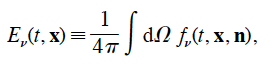 E_ν(t, x) ≡ 1/4π ∫ dΩ f_ν(t, x, n),